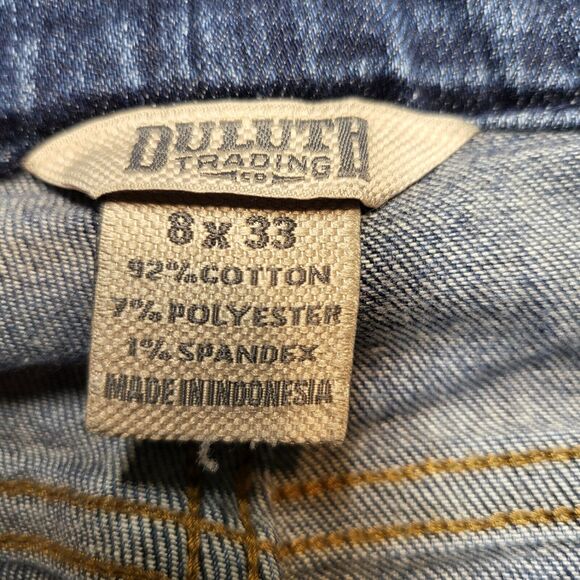 DULUTH
TRADING
CO
8 x 33
92% COTTON
7% POLYESTER
1% SPANDEX
MADE IN INDONESIA